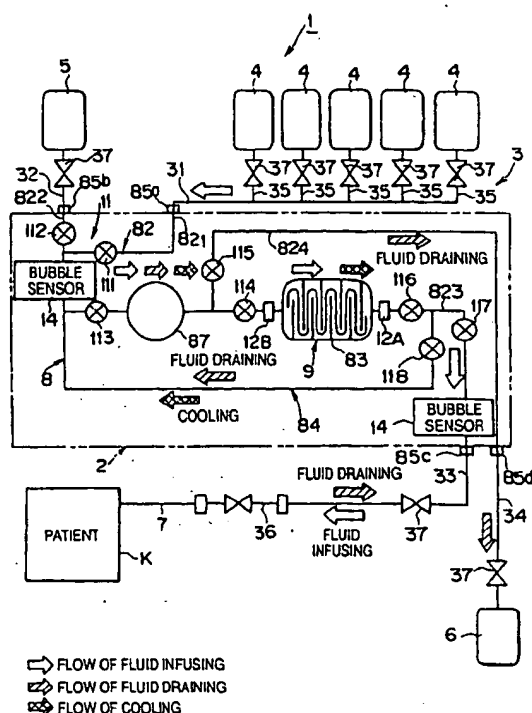 1
5
4 4 4 4 4
37
37 37 37 37 37
3
32
85b
85a
31
35 35 35 35 35
822
11
821
112
82
824
111
115
FLUID DRAINING
BUBBLE SENSOR
14
114
116
823
117
113
12B
12A
87
9
83
118
FLUID DRAINING
8
COOLING
84
BUBBLE SENSOR
14
2
85c
85d
33
FLUID DRAINING
34
PATIENT
7
36
37
FLUID INFUSING
37
K
6
FLOW OF FLUID INFUSING
FLOW OF FLUID DRAINING
FLOW OF COOLING